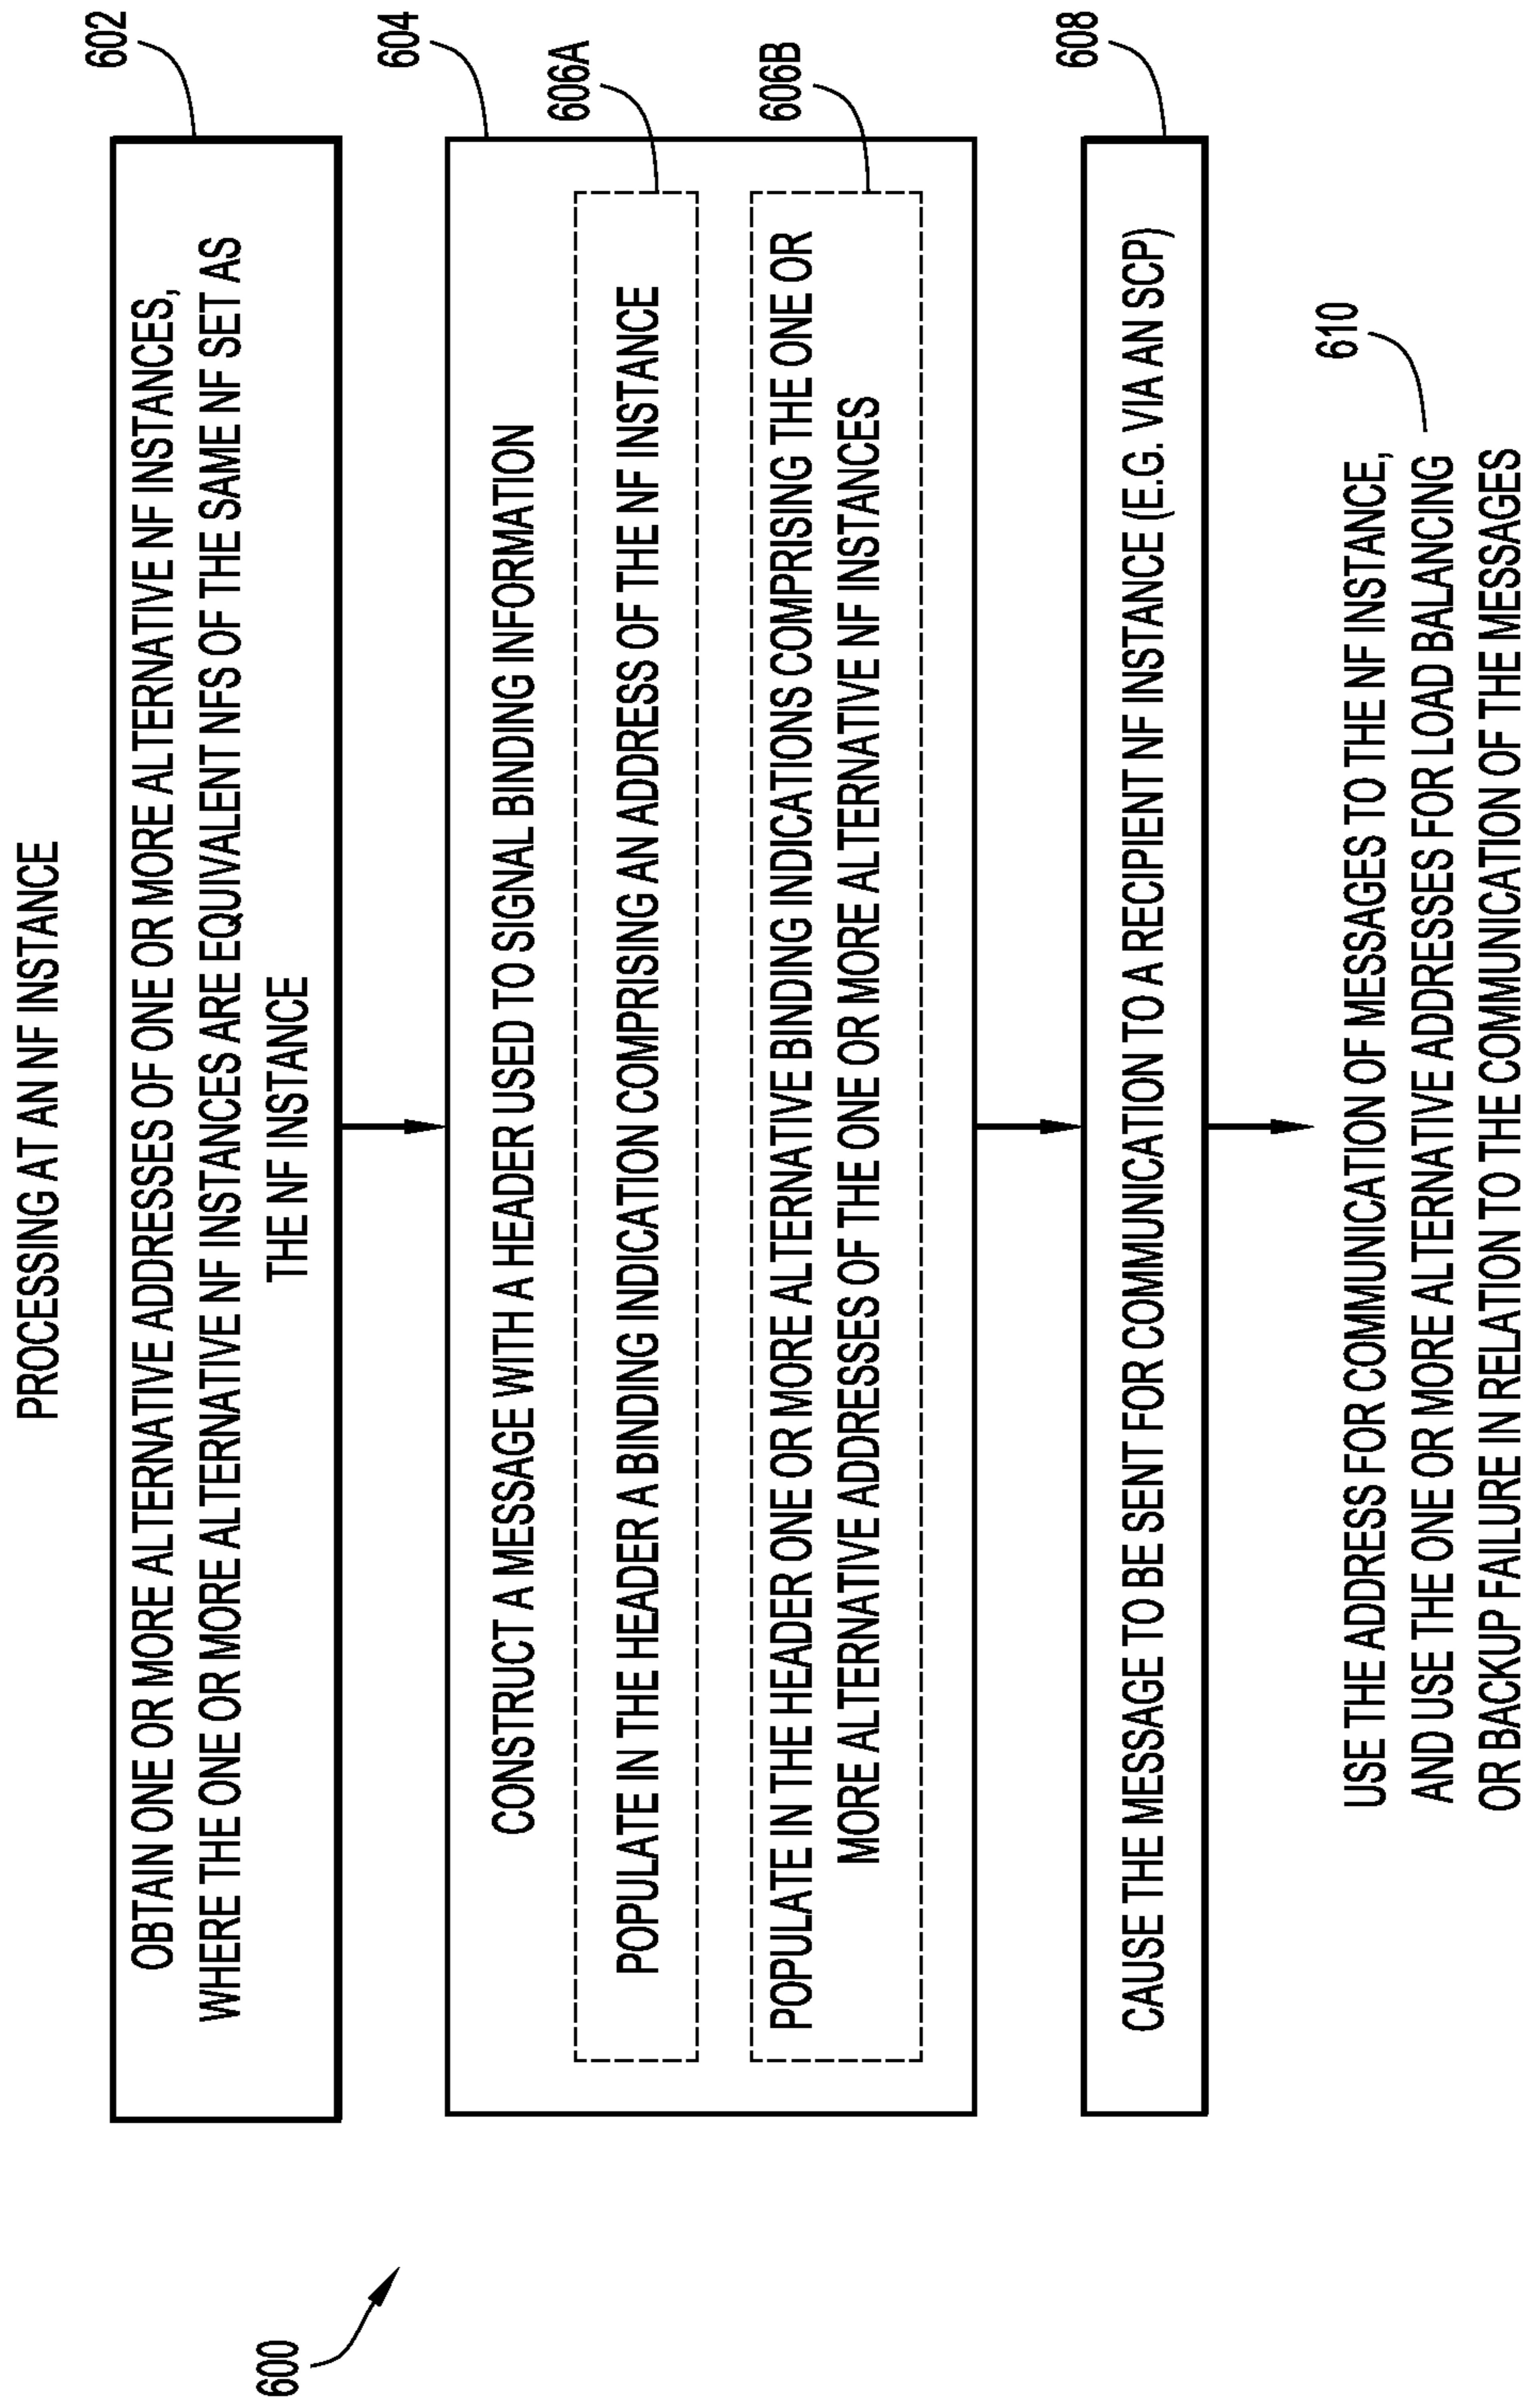 PROCESSING AT AN NF INSTANCE
602
OBTAIN ONE OR MORE ALTERNATIVE ADDRESSES OF ONE OR MORE ALTERNATIVE NF INSTANCES,
WHERE THE ONE OR MORE ALTERNATIVE NF INSTANCES ARE EQUIVALENT NFS OF THE SAME NF SET AS
THE NF INSTANCE
600
604
CONSTRUCT A MESSAGE WITH A HEADER USED TO SIGNAL BINDING INFORMATION
606A
POPULATE IN THE HEADER A BINDING INDICATION COMPRISING AN ADDRESS OF THE NF INSTANCE
606B
POPULATE IN THE HEADER ONE OR MORE ALTERNATIVE BINDING INDICATIONS COMPRISING THE ONE OR
MORE ALTERNATIVE ADDRESSES OF THE ONE OR MORE ALTERNATIVE NF INSTANCES
608
CAUSE THE MESSAGE TO BE SENT FOR COMMUNICATION TO A RECIPIENT NF INSTANCE (E.G. VIA AN SCP)
610
USE THE ADDRESS FOR COMMUNICATION OF MESSAGES TO THE NF INSTANCE,
AND USE THE ONE OR MORE ALTERNATIVE ADDRESSES FOR LOAD BALANCING
OR BACKUP FAILURE IN RELATION TO THE COMMUNICATION OF THE MESSAGES